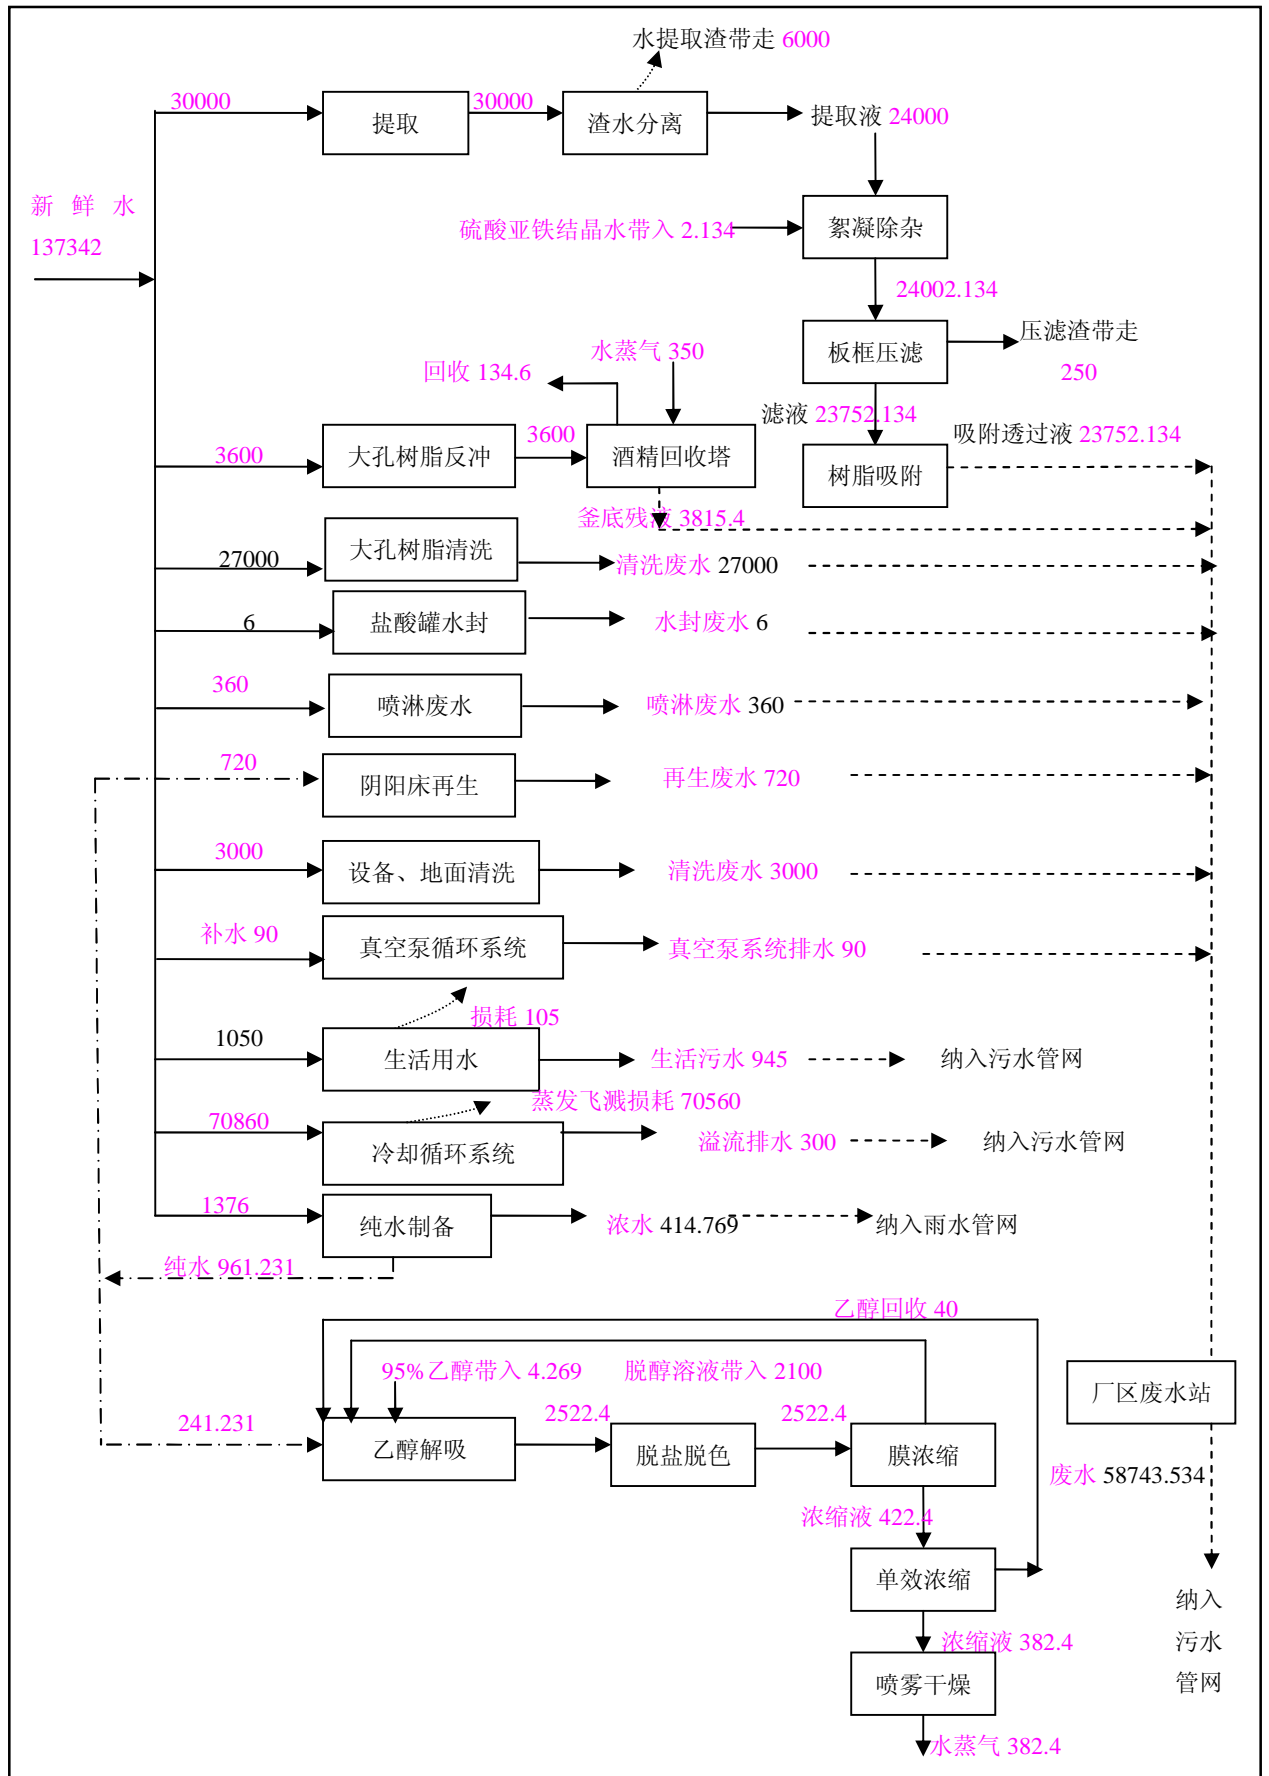 水提取渣带走 6000
30000
30000
提取
渣水分离
提取液 24000
新 鲜 水
137342
硫酸亚铁结晶水带入 2.134
絮凝除杂
24002.134
板框压滤
压滤渣带走
250
水蒸气 350
回收 134.6
滤液 23752.134
吸附透过液 23752.134
3600
大孔树脂反冲
3600
酒精回收塔
树脂吸附
釜底残液 3815.4
27000
大孔树脂清洗
清洗废水 27000
6
盐酸罐水封
水封废水 6
360
喷淋废水
喷淋废水 360
720
阴阳床再生
再生废水 720
3000
设备、地面清洗
清洗废水 3000
补水 90
真空泵循环系统
真空泵系统排水 90
损耗 105
1050
生活用水
生活污水 945
纳入污水管网
蒸发飞溅损耗 70560
70860
冷却循环系统
溢流排水 300
纳入污水管网
1376
纯水制备
浓水 414.769
纳入雨水管网
纯水 961.231
乙醇回收 40
95%乙醇带入 4.269
脱醇溶液带入 2100
厂区废水站
241.231
乙醇解吸
2522.4
脱盐脱色
2522.4
膜浓缩
废水 58743.534
浓缩液 422.4
单效浓缩
纳入
污水
管网
浓缩液 382.4
喷雾干燥
水蒸气 382.4